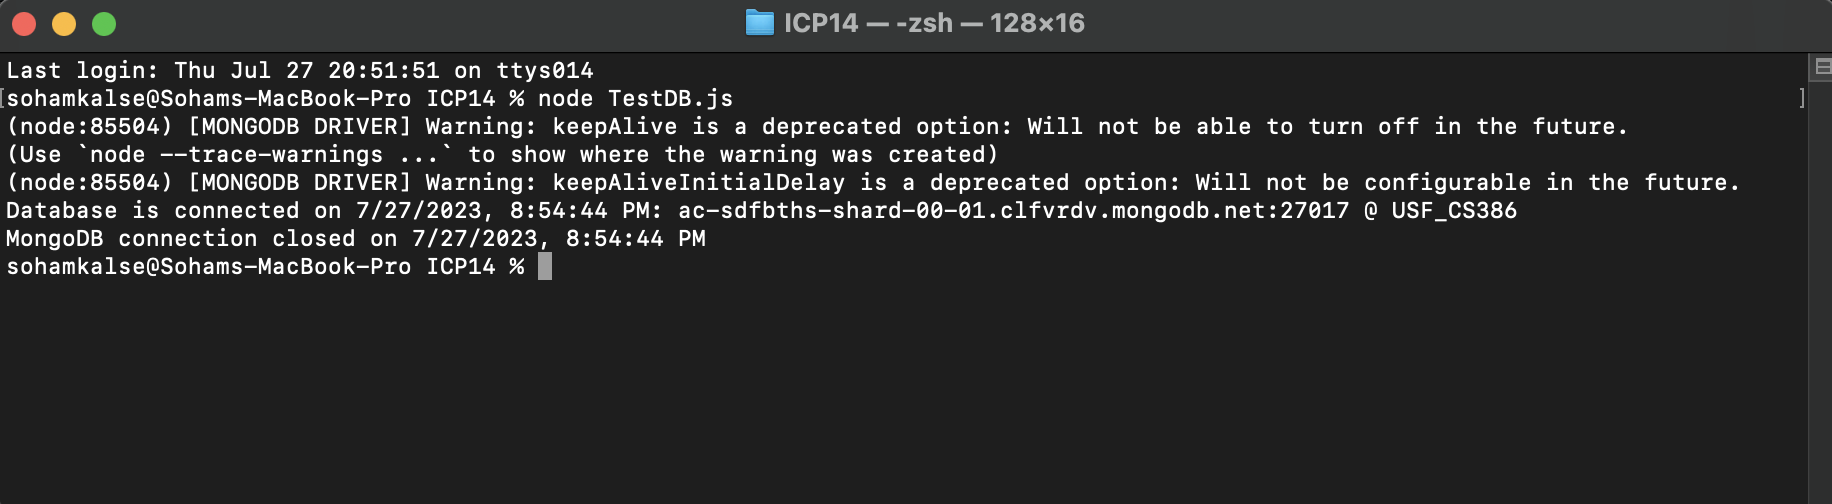 ICP14 — -zsh — 128×16
Last login: Thu Jul 27 20:51:51 on ttys014
[sohamkalse@Sohams-MacBook-Pro ICP14 % node TestDB.js ]
(node:85504) [MONGODB DRIVER] Warning: keepAlive is a deprecated option: Will not be able to turn off in the future.
(Use `node --trace-warnings ...` to show where the warning was created)
(node:85504) [MONGODB DRIVER] Warning: keepAliveInitialDelay is a deprecated option: Will not be configurable in the future.
Database is connected on 7/27/2023, 8:54:44 PM: ac-sdfbths-shard-00-01.clfvrdv.mongodb.net:27017 @ USF_CS386
MongoDB connection closed on 7/27/2023, 8:54:44 PM
sohamkalse@Sohams-MacBook-Pro ICP14 %